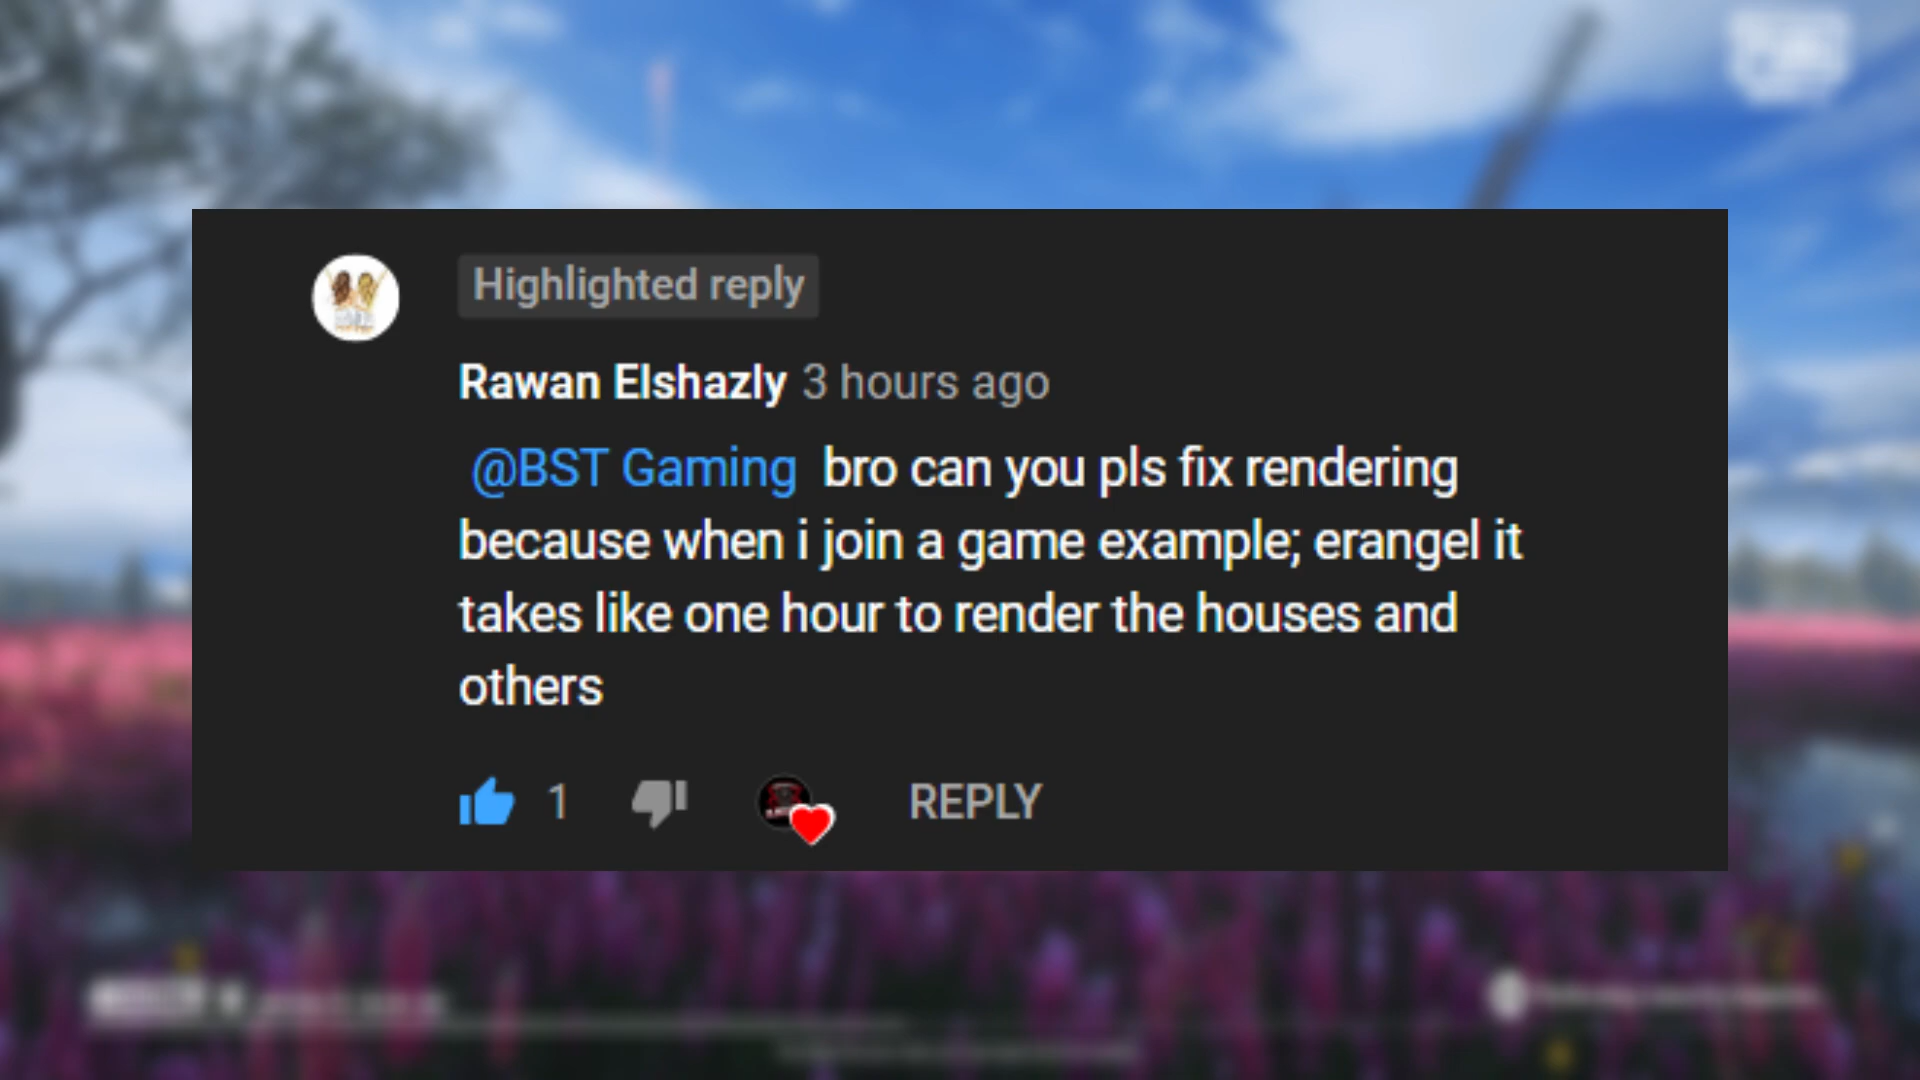 Highlighted reply
Rawan Elshazly 3 hours ago
@BST Gaming bro can you pls fix rendering
because when i join a game example; erangel it
takes like one hour to render the houses and
others
1
REPLY